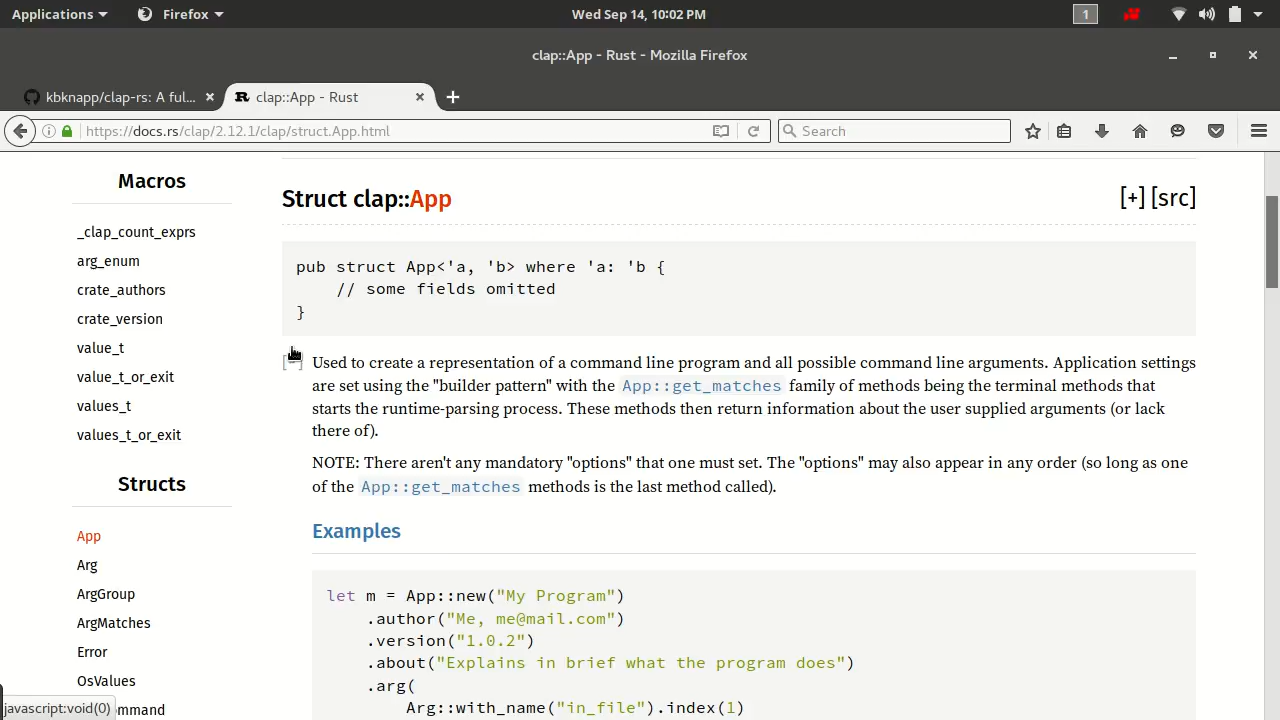 Applications Firefox Wed Sep 14, 10:02 PM 1
clap::App - Rust - Mozilla Firefox
kbknapp/clap-rs: A ful... × clap::App - Rust × +
https://docs.rs/clap/2.12.1/clap/struct.App.html Search
Macros
_clap_count_exprs
arg_enum
crate_authors
crate_version
value_t
value_t_or_exit
values_t
values_t_or_exit
Structs
App
Arg
ArgGroup
ArgMatches
Error
OsValues
ommand
javascript:void(0)
Struct clap::App [+] [src]
pub struct App<'a, 'b> where 'a: 'b {
// some fields omitted
}
Used to create a representation of a command line program and all possible command line arguments. Application settings
are set using the "builder pattern" with the App::get_matches family of methods being the terminal methods that
starts the runtime-parsing process. These methods then return information about the user supplied arguments (or lack
there of).
NOTE: There aren't any mandatory "options" that one must set. The "options" may also appear in any order (so long as one
of the App::get_matches methods is the last method called).
Examples
let m = App::new("My Program")
.author("Me, me@mail.com")
.version("1.0.2")
.about("Explains in brief what the program does")
.arg(
Arg::with_name("in_file").index(1)